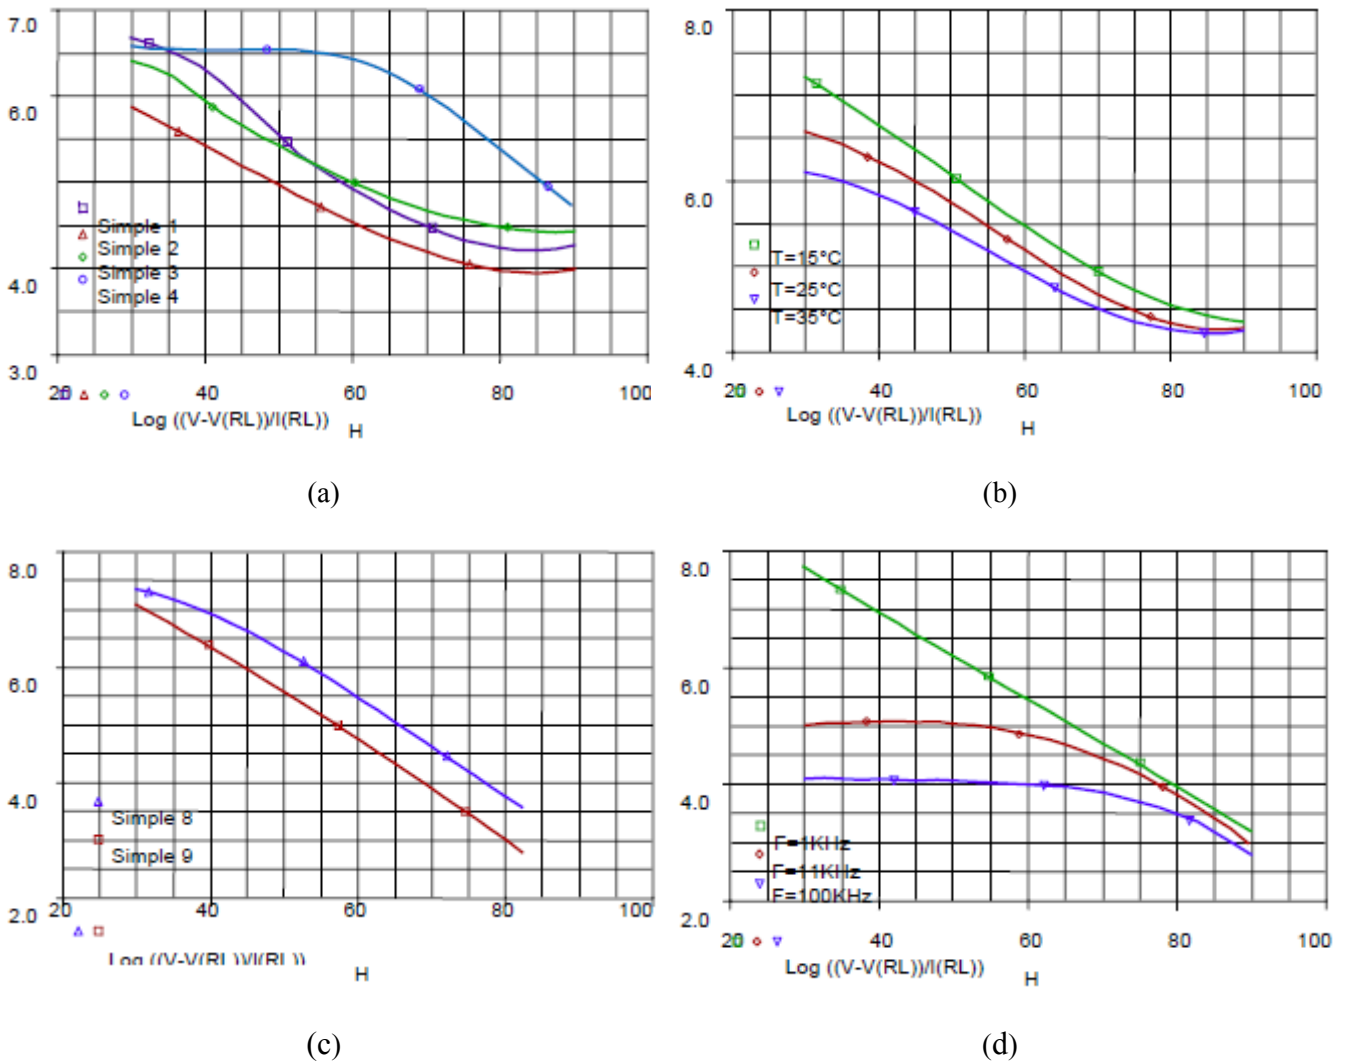 7.0
6.0
4.0
3.0
Simple 1
Simple 2
Simple 3
Simple 4
20 40 60 80 100
Log ((V-V(RL))/I(RL))
H
(a)
8.0
6.0
4.0
T=15°C
T=25°C
T=35°C
20 40 60 80 100
Log ((V-V(RL))/I(RL))
H
(b)
8.0
6.0
4.0
2.0
Simple 8
Simple 9
20 40 60 80 100
Log ((V-V(RL))/I(RL))
H
(c)
8.0
6.0
4.0
2.0
F=1KHz
F=11KHz
F=100KHz
20 40 60 80 100
Log ((V-V(RL))/I(RL))
H
(d)